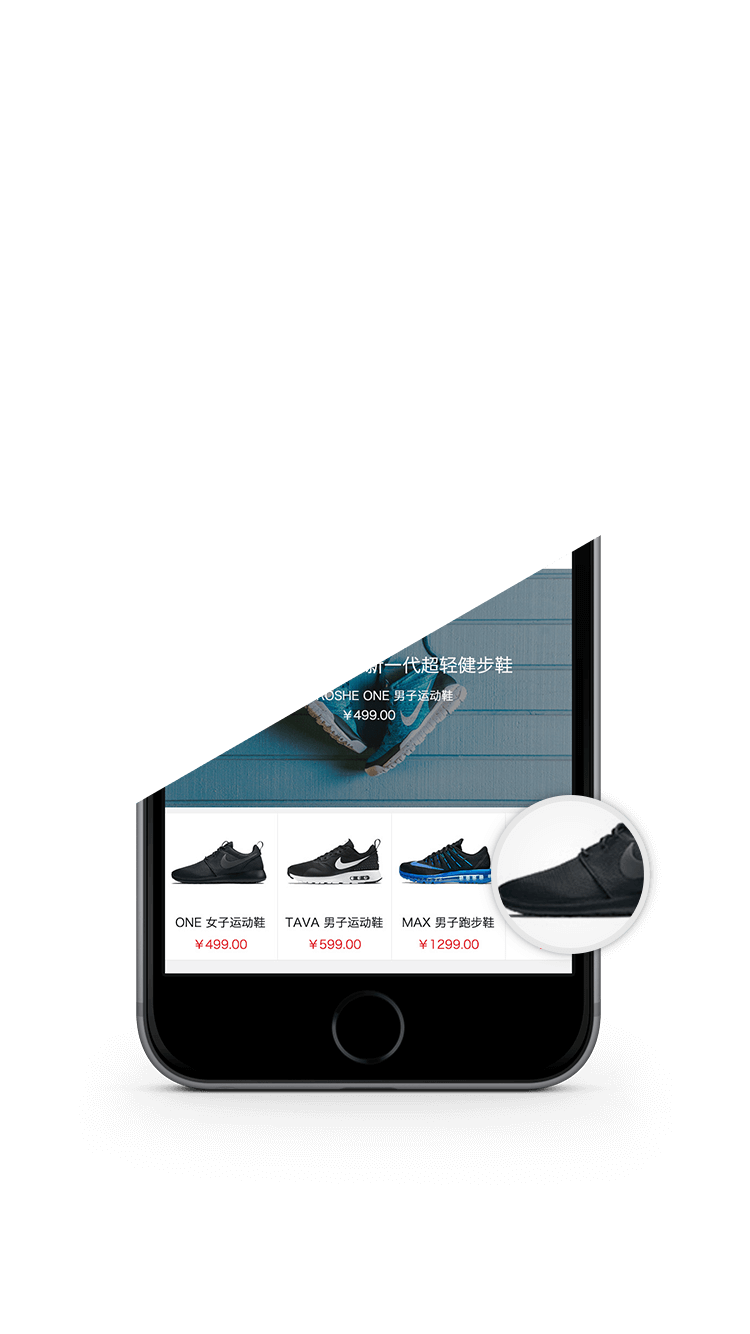 新一代超轻健步鞋
ROSHE ONE 男子运动鞋
￥499.00
ONE 女子运动鞋
TAVA 男子运动鞋
MAX 男子跑步鞋
￥499.00
￥599.00
￥1299.00